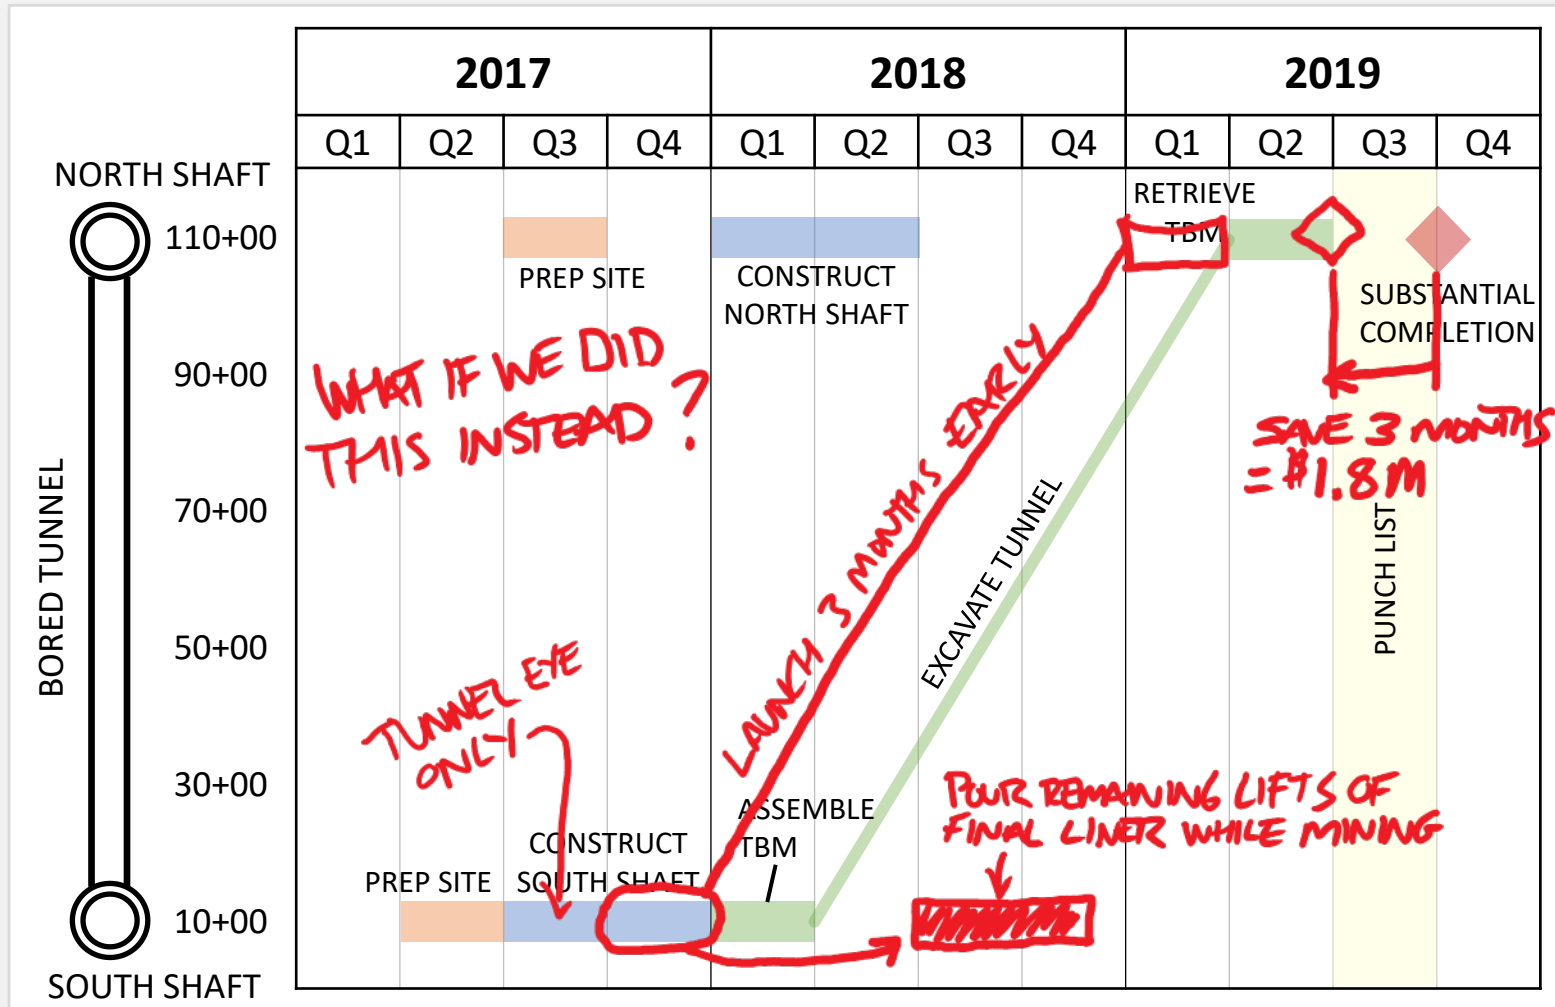 2017 2018 2019
Q1 Q2 Q3 Q4 Q1 Q2 Q3 Q4 Q1 Q2 Q3 Q4
NORTH SHAFT
110+00
90+00
70+00
50+00
30+00
10+00
SOUTH SHAFT
BORED TUNNEL
PREP SITE
CONSTRUCT
NORTH SHAFT
RETRIEVE
TBM
SUBSTANTIAL
COMPLETION
WHAT IF WE DID
THIS INSTEAD?
LAUNCH 3 MONTHS EARLY
SAVE 3 MONTHS
= $1.8M
EXCAVATE TUNNEL
PUNCH LIST
TUNNEL EYE
ONLY
ASSEMBLE
TBM
POUR REMAINING LIFTS OF
FINAL LINER WHILE MINING
CONSTRUCT
SOUTH SHAFT
PREP SITE